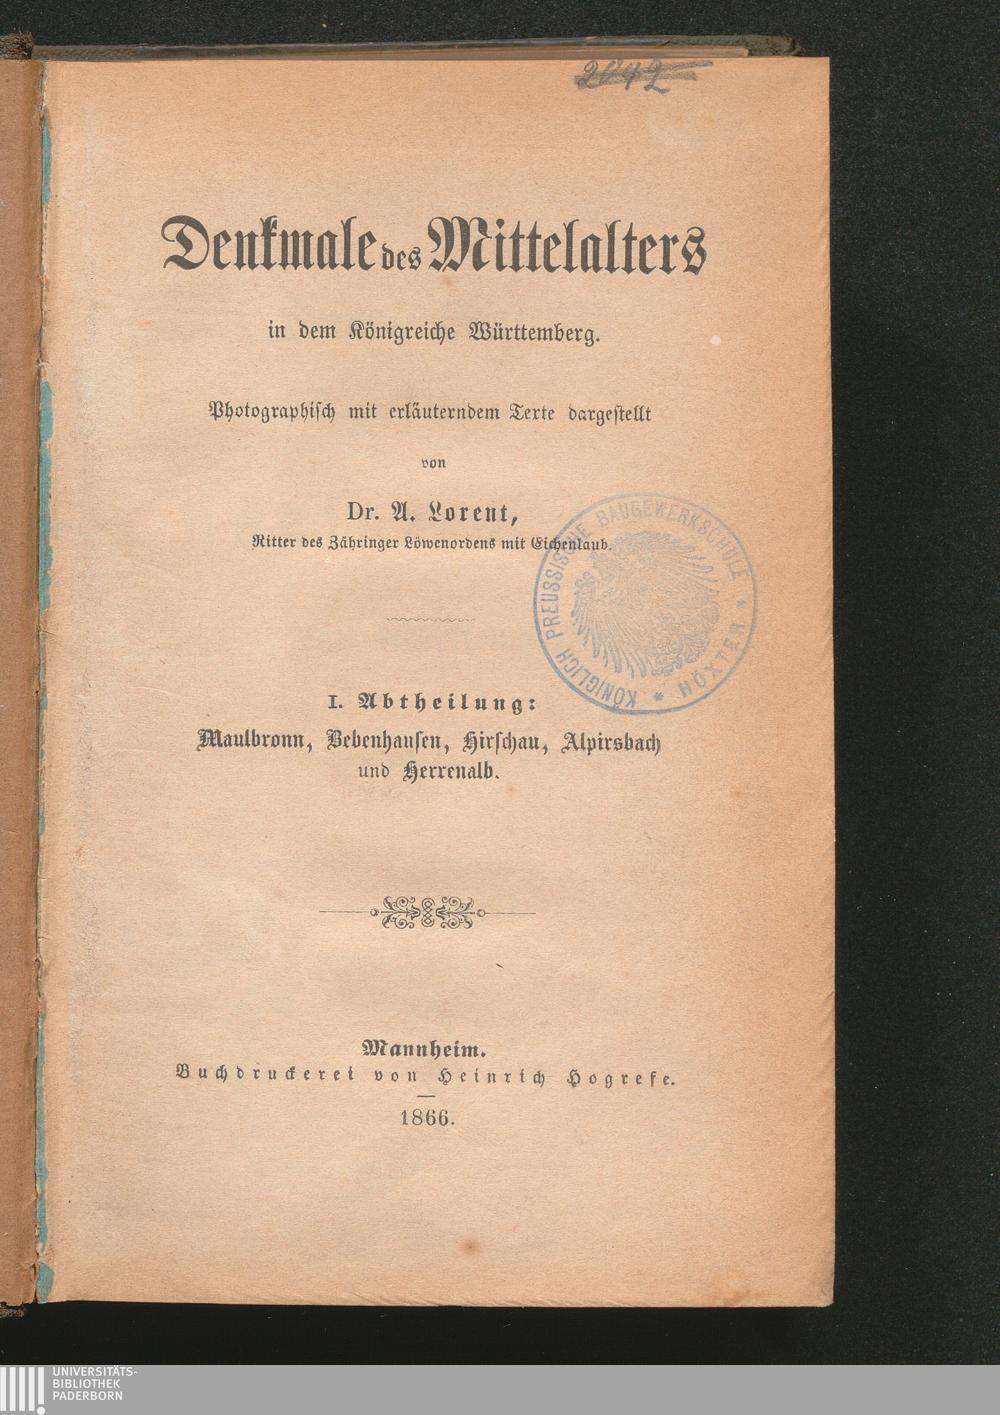 2042
Denkmale des Mittelalters
in dem Königreiche Württemberg.
Photographisch mit erläuterndem Texte dargestellt
von
Dr. A. Lorent,
Ritter des Zähringer Löwenordens mit Eichenlaub.
KÖNIGLICH PREUSSISCHE BAUGEWERKSCHULE * HÖXTER *
I. Abtheilung:
Maulbronn, Bebenhausen, Hirschau, Alpirsbach
und Herrenalb.
Mannheim.
Buchdruckerei von Heinrich Hogrefe.
1866.
UNIVERSITÄTS-
BIBLIOTHEK
PADERBORN